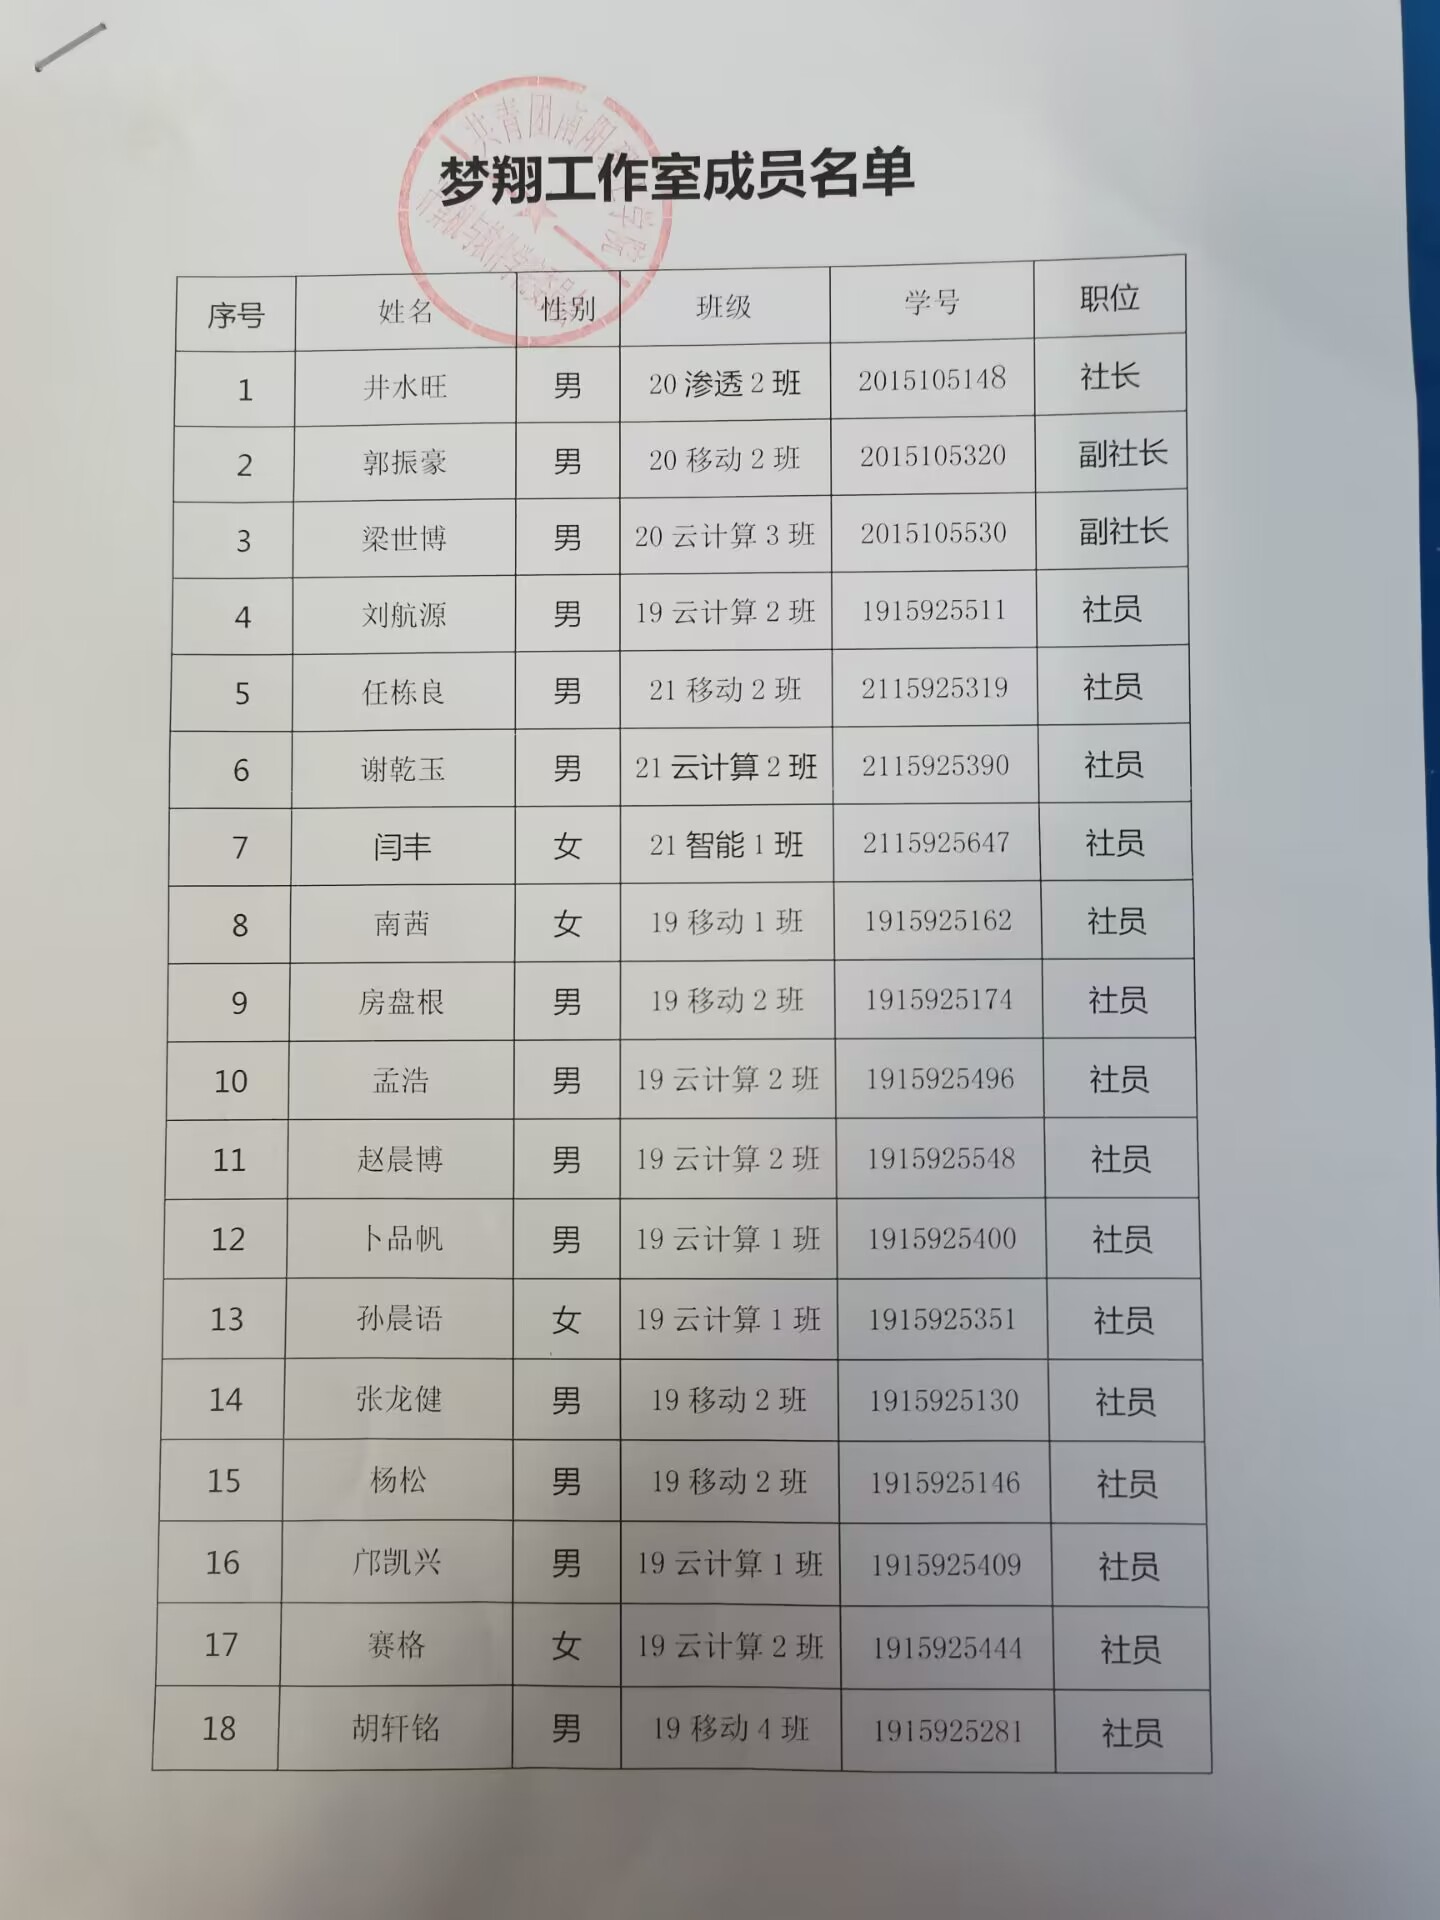 共青团南阳 学院
计算机与软件学院委员会
梦翔工作室成员名单
序号 姓名 性别 班级 学号 职位
1 井水旺 男 20 渗透 2 班 2015105148 社长
2 郭振豪 男 20 移动 2 班 2015105320 副社长
3 梁世博 男 20 云计算 3 班 2015105530 副社长
4 刘航源 男 19 云计算 2 班 1915925511 社员
5 任栋良 男 21 移动 2 班 2115925319 社员
6 谢乾玉 男 21 云计算 2 班 2115925390 社员
7 闫丰 女 21 智能 1 班 2115925647 社员
8 南茜 女 19 移动 1 班 1915925162 社员
9 房盘根 男 19 移动 2 班 1915925174 社员
10 孟浩 男 19 云计算 2 班 1915925496 社员
11 赵晨博 男 19 云计算 2 班 1915925548 社员
12 卜品帆 男 19 云计算 1 班 1915925400 社员
13 孙晨语 女 19 云计算 1 班 1915925351 社员
14 张龙健 男 19 移动 2 班 1915925130 社员
15 杨松 男 19 移动 2 班 1915925146 社员
16 邝凯兴 男 19 云计算 1 班 1915925409 社员
17 赛格 女 19 云计算 2 班 1915925444 社员
18 胡轩铭 男 19 移动 4 班 1915925281 社员